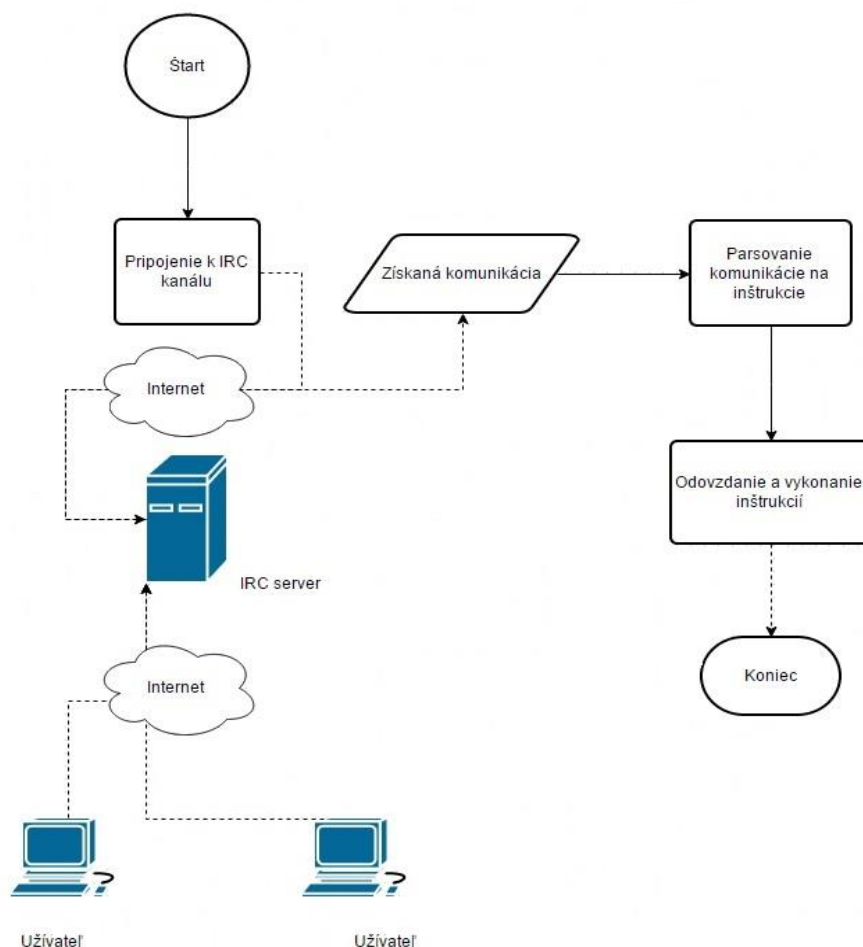 Štart
Pripojenie k IRC
kanálu
Získaná komunikácia
Parsovanie
komunikácie na
inštrukcie
Internet
Odovzdanie a vykonanie
inštrukcií
IRC server
Internet
Koniec
Užívateľ
Užívateľ